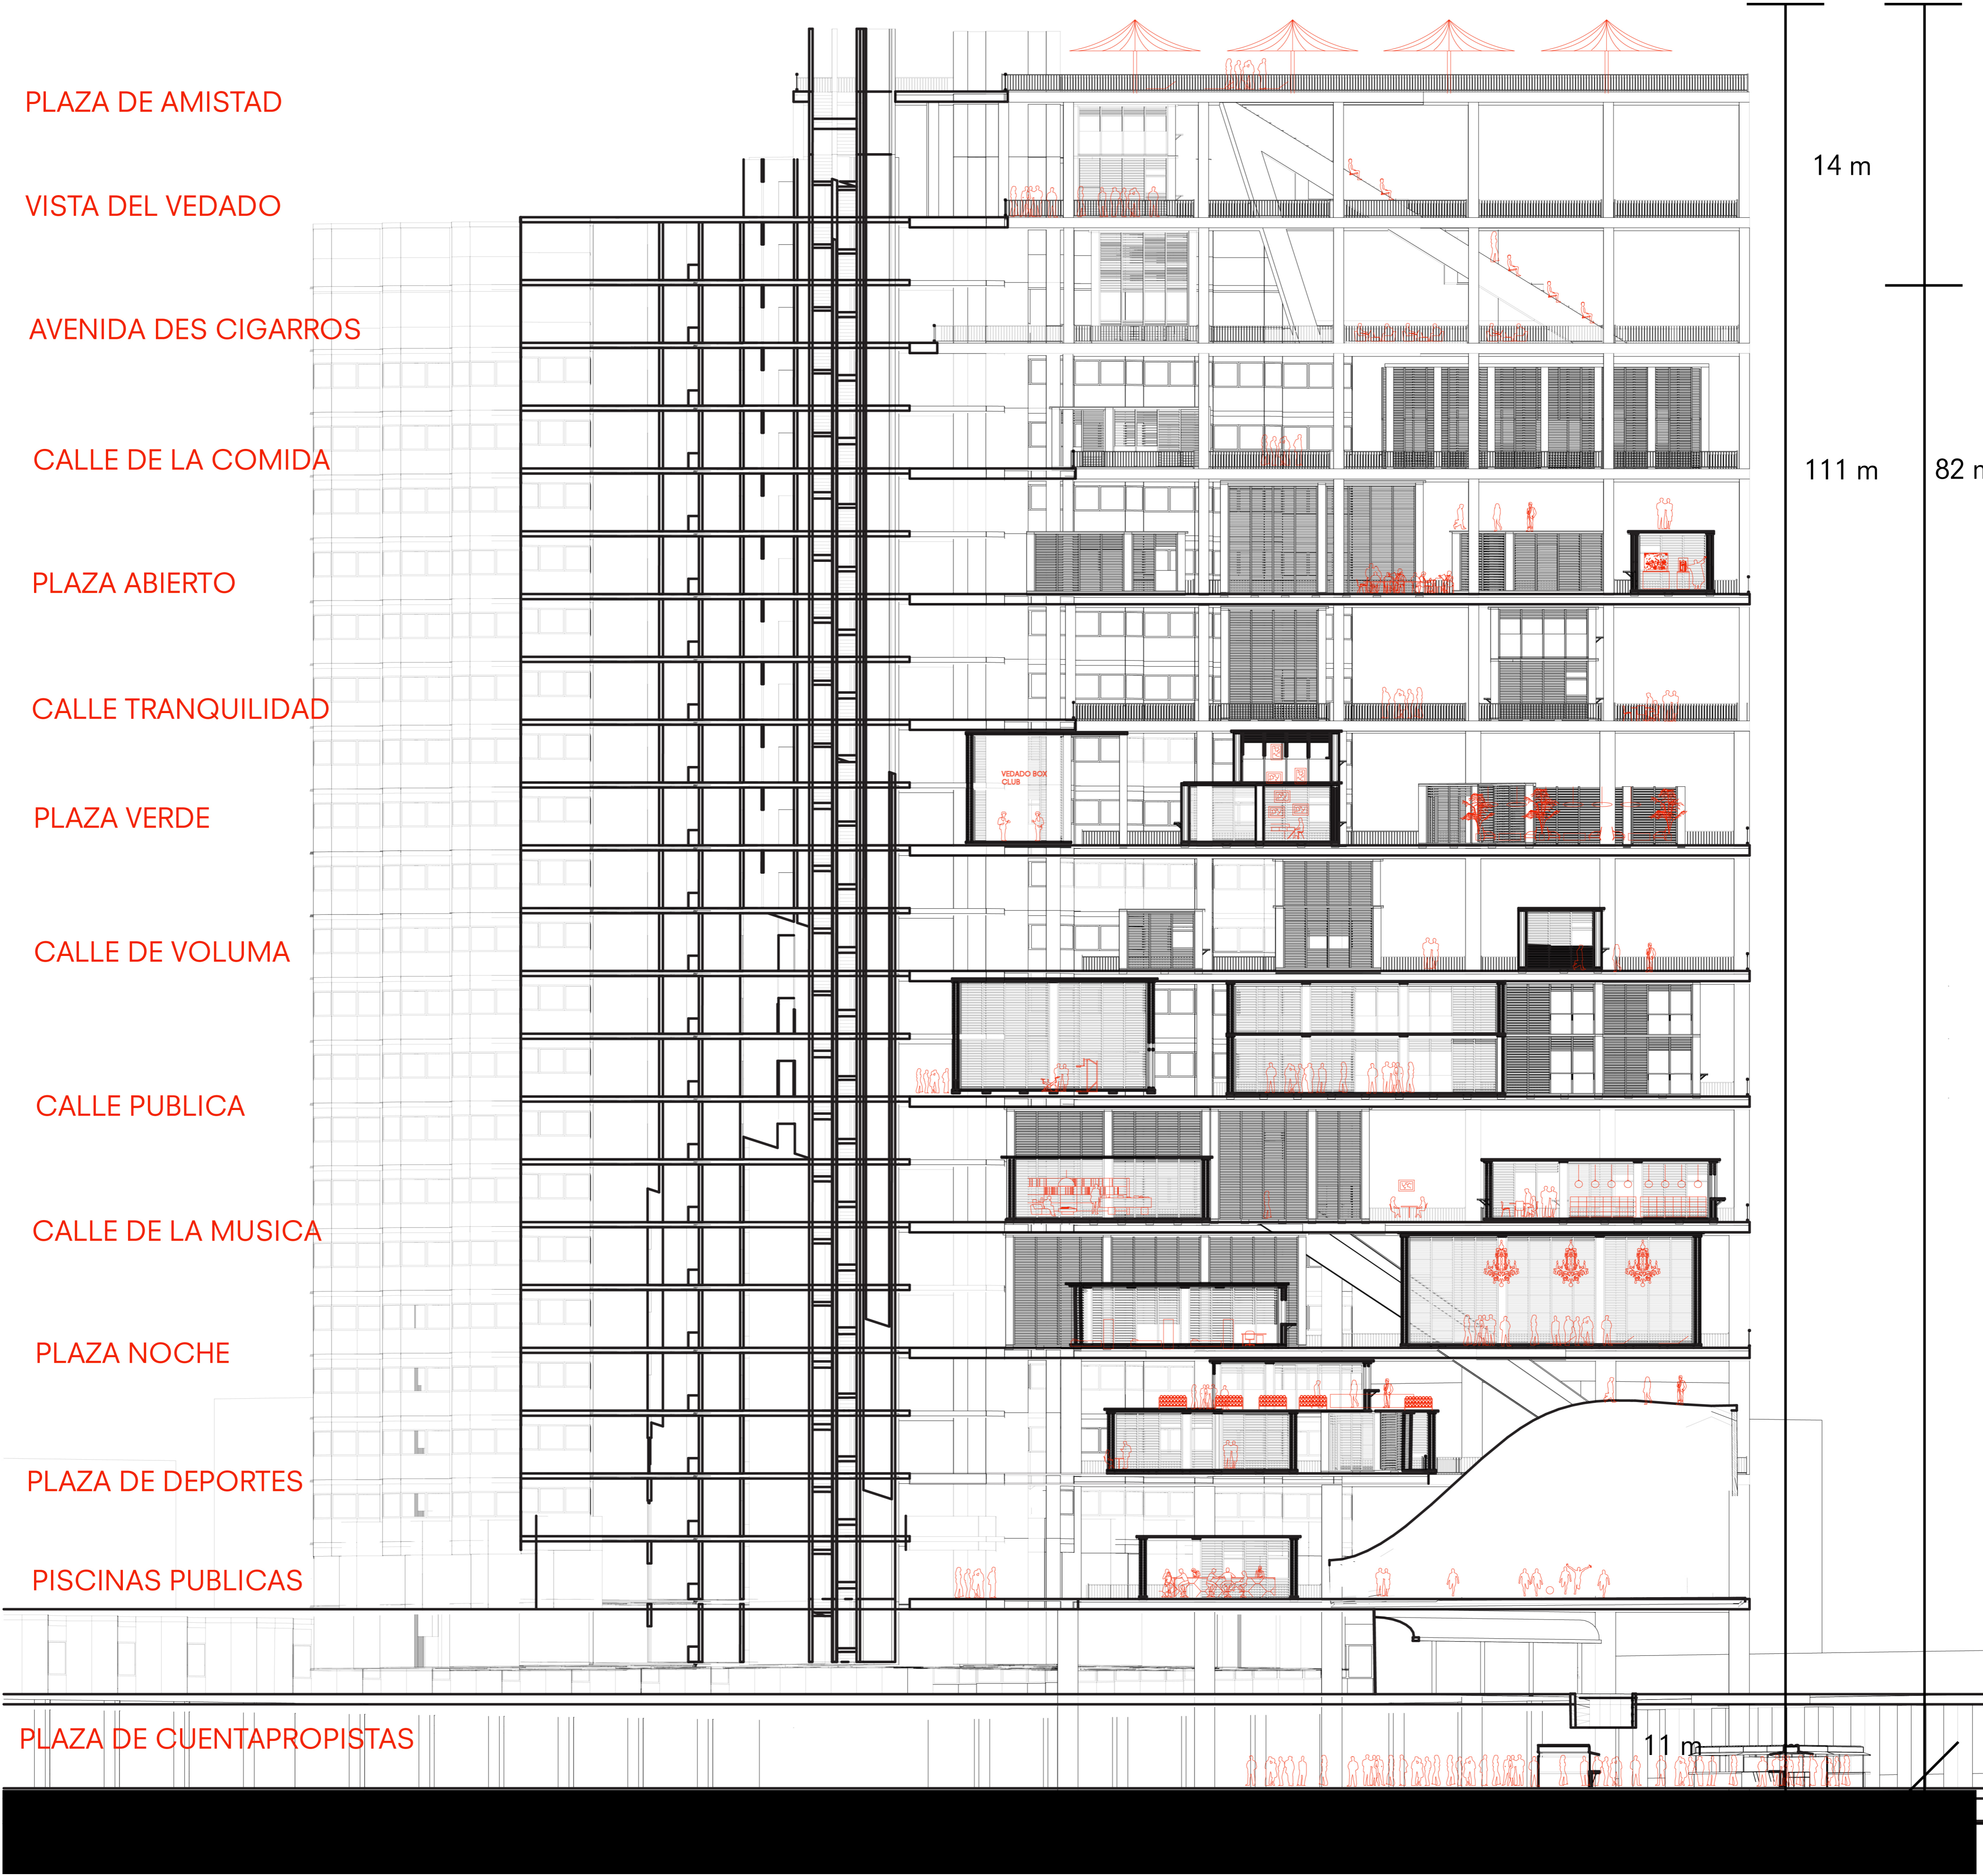 PLAZA DE AMISTAD
14 m
VISTA DEL VEDADO
AVENIDA DES CIGARROS
CALLE DE LA COMIDA
111 m
82 m
PLAZA ABIERTO
CALLE TRANQUILIDAD
VEDADO BOX
CLUB
PLAZA VERDE
CALLE DE VOLUMA
CALLE PUBLICA
CALLE DE LA MUSICA
PLAZA NOCHE
PLAZA DE DEPORTES
PISCINAS PUBLICAS
PLAZA DE CUENTAPROPISTAS
11 m